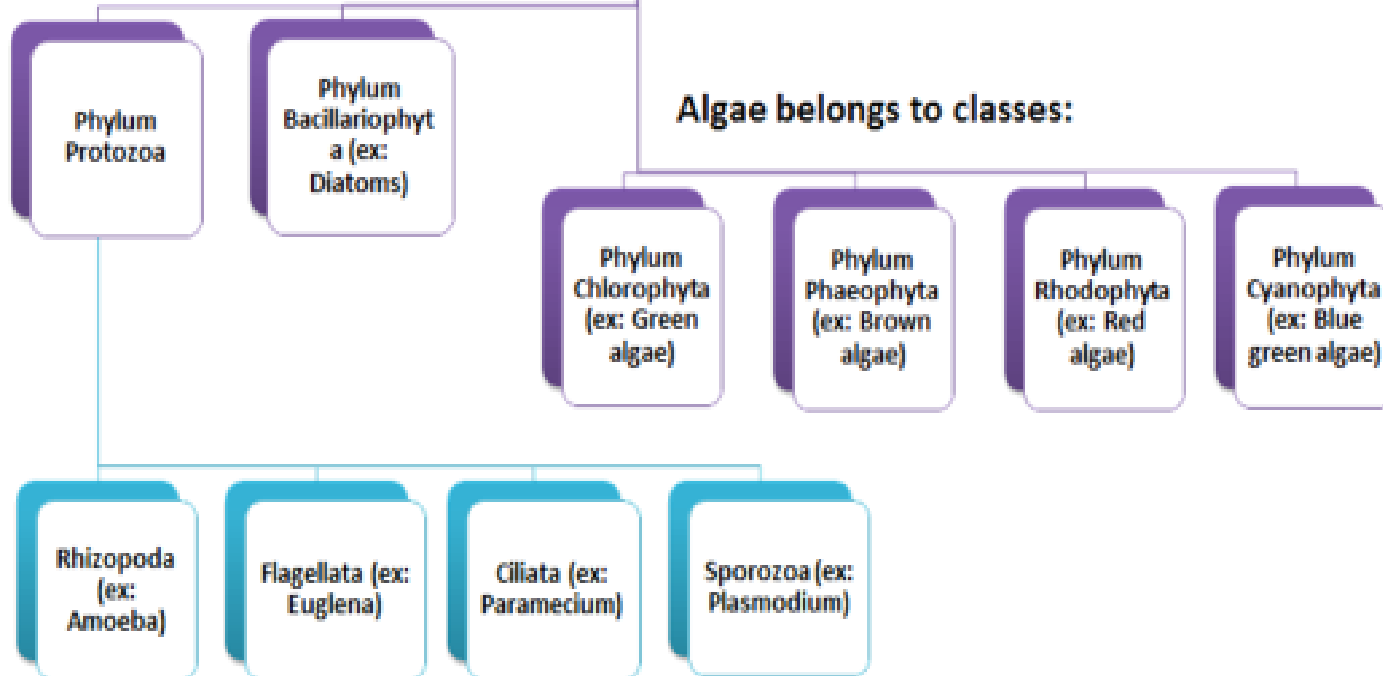 Phylum
Protozoa
Phylum
Bacillariophyt
a (ex:
Diatoms)
Algae belongs to classes:
Phylum
Chlorophyta
(ex: Green
algae)
Phylum
Phaeophyta
(ex: Brown
algae)
Phylum
Rhodophyta
(ex: Red
algae)
Phylum
Cyanophyta
(ex: Blue
green algae)
Rhizopoda
(ex:
Amoeba)
Flagellata (ex:
Euglena)
Ciliata (ex:
Paramecium)
Sporozoa (ex:
Plasmodium)